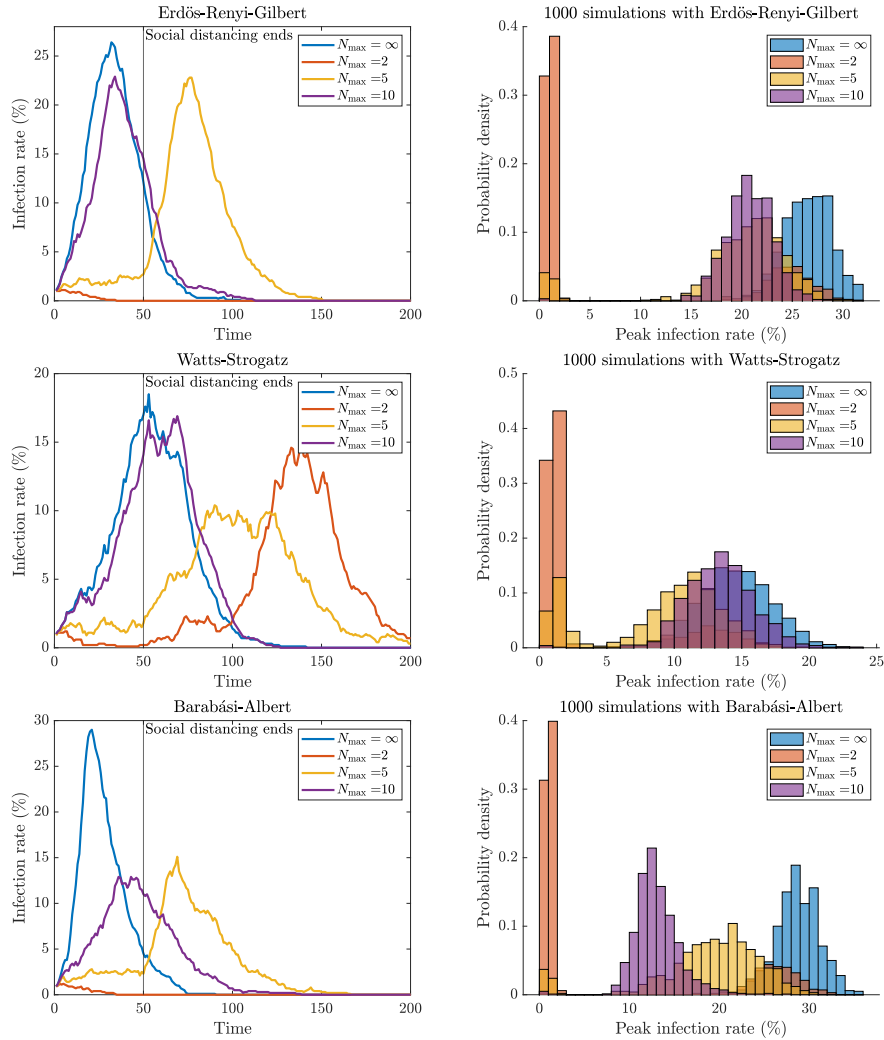 Erdös-Renyi-Gilbert
Social distancing ends
N_max = ∞
N_max =2
N_max =5
N_max =10
Infection rate (%)
0
5
10
15
20
25
0
50
100
150
200
Time
1000 simulations with Erdös-Renyi-Gilbert
N_max = ∞
N_max =2
N_max =5
N_max =10
Probability density
0
0.1
0.2
0.3
0.4
0
5
10
15
20
25
30
Peak infection rate (%)
Watts-Strogatz
Social distancing ends
N_max = ∞
N_max =2
N_max =5
N_max =10
Infection rate (%)
0
5
10
15
20
0
50
100
150
200
Time
1000 simulations with Watts-Strogatz
N_max = ∞
N_max =2
N_max =5
N_max =10
Probability density
0
0.1
0.2
0.3
0.4
0.5
0
5
10
15
20
25
Peak infection rate (%)
Barabási-Albert
Social distancing ends
N_max = ∞
N_max =2
N_max =5
N_max =10
Infection rate (%)
0
5
10
15
20
25
30
0
50
100
150
200
Time
1000 simulations with Barabási-Albert
N_max = ∞
N_max =2
N_max =5
N_max =10
Probability density
0
0.1
0.2
0.3
0.4
0
10
20
30
Peak infection rate (%)